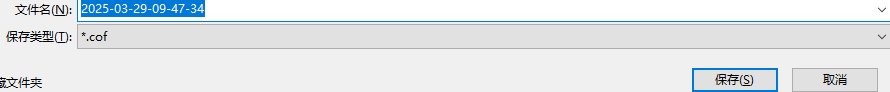 文件名(N): 2025-03-29-09-47-34
保存类型(T): *.cof
藏文件夹 保存(S) 取消